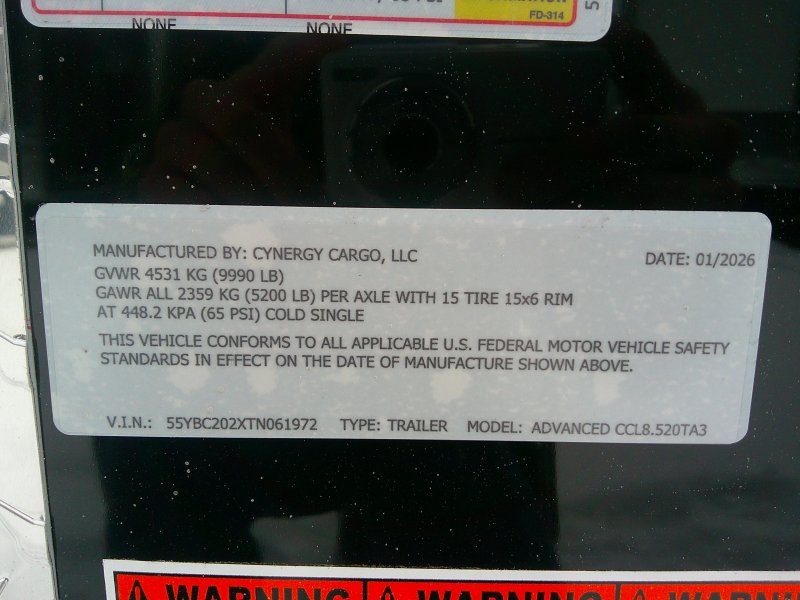 FD-314
NONE NONE
MANUFACTURED BY: CYNERGY CARGO, LLC DATE: 01/2026
GVWR 4531 KG (9990 LB)
GAWR ALL 2359 KG (5200 LB) PER AXLE WITH 15 TIRE 15x6 RIM
AT 448.2 KPA (65 PSI) COLD SINGLE
THIS VEHICLE CONFORMS TO ALL APPLICABLE U.S. FEDERAL MOTOR VEHICLE SAFETY
STANDARDS IN EFFECT ON THE DATE OF MANUFACTURE SHOWN ABOVE.
V.I.N.: 55YBC202XTN061972 TYPE: TRAILER MODEL: ADVANCED CCL8.520TA3
WARNING WARNING WARNING